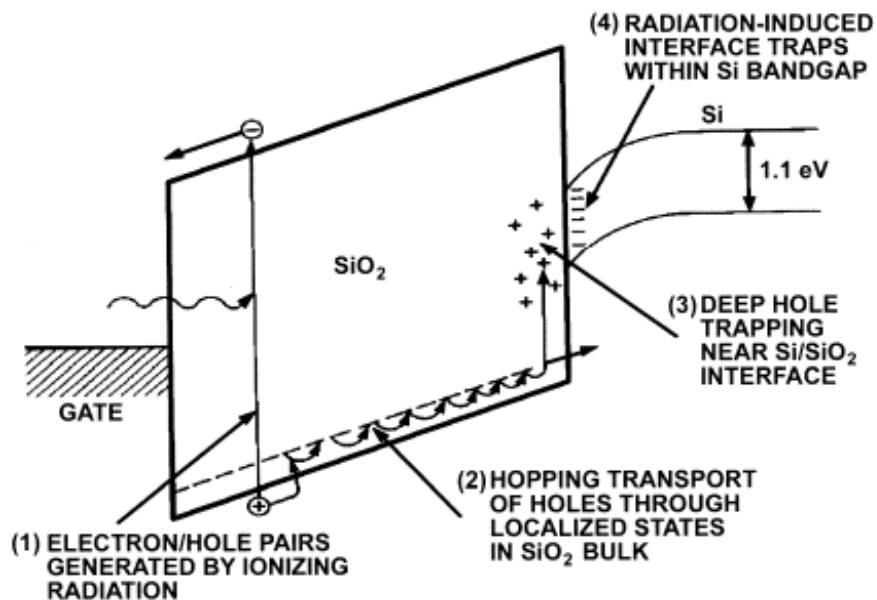 (4) RADIATION-INDUCED
INTERFACE TRAPS
WITHIN Si BANDGAP
Si
1.1 eV
SiO₂
(3) DEEP HOLE
TRAPPING
NEAR Si/SiO₂
INTERFACE
GATE
(2) HOPPING TRANSPORT
OF HOLES THROUGH
LOCALIZED STATES
IN SiO₂ BULK
(1) ELECTRON/HOLE PAIRS
GENERATED BY IONIZING
RADIATION